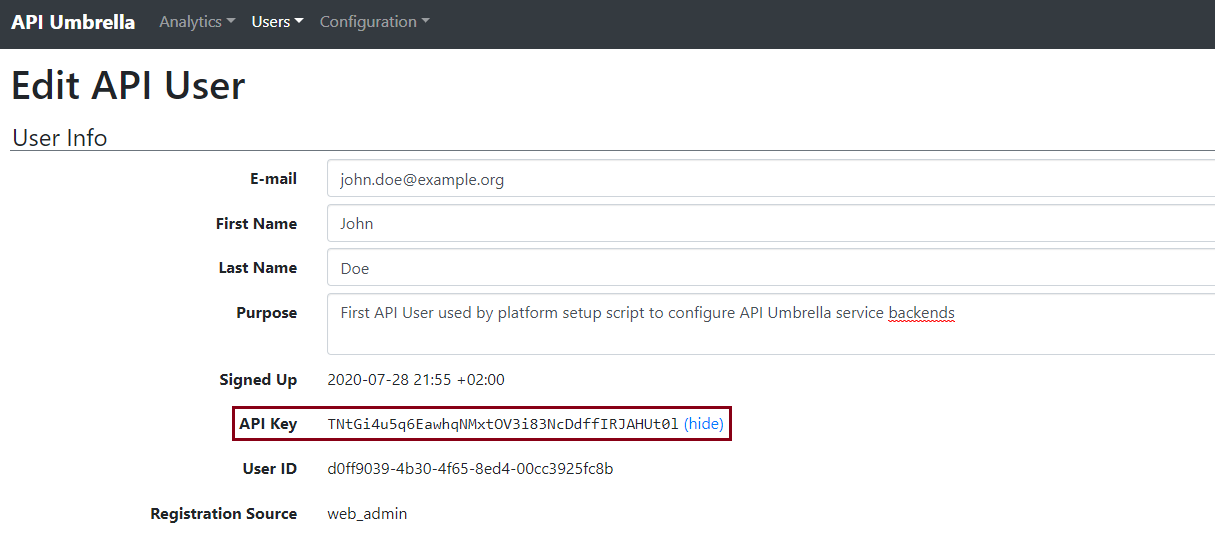 API Umbrella Analytics Users Configuration
Edit API User
User Info
E-mail john.doe@example.org
First Name John
Last Name Doe
Purpose First API User used by platform setup script to configure API Umbrella service backends
Signed Up 2020-07-28 21:55 +02:00
API Key TNtGi4u5q6EawhqNMxtOV3i83NcDdffIRJAHUt0l (hide)
User ID d0ff9039-4b30-4f65-8ed4-00cc3925fc8b
Registration Source web_admin